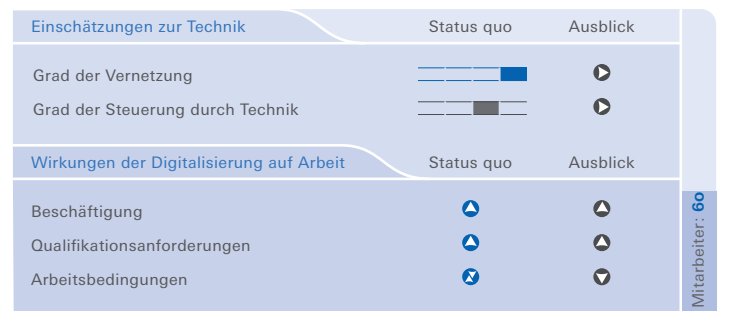 Einschätzungen zur Technik Status quo Ausblick
Grad der Vernetzung
Grad der Steuerung durch Technik
Wirkungen der Digitalisierung auf Arbeit Status quo Ausblick
Beschäftigung
Qualifikationsanforderungen
Arbeitsbedingungen
Mitarbeiter: 60